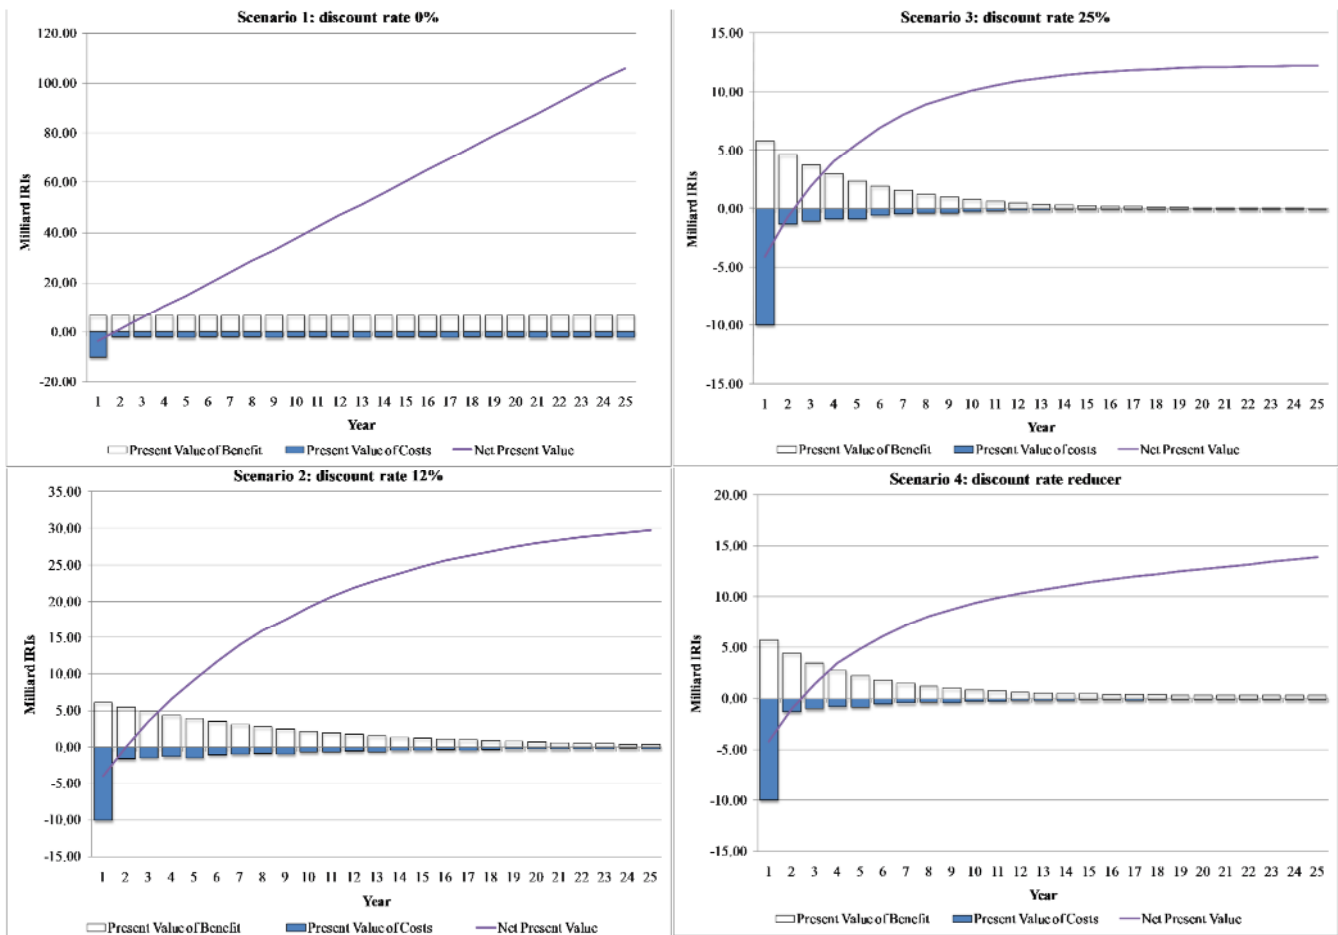 Scenario 1: discount rate 0%
120.00
100.00
80.00
60.00
40.00
20.00
0.00
-20.00
Milliard IRIs
1 2 3 4 5 6 7 8 9 10 11 12 13 14 15 16 17 18 19 20 21 22 23 24 25
Year
Present Value of Benefit Present Value of Costs Net Present Value
Scenario 3: discount rate 25%
15.00
10.00
5.00
0.00
-5.00
-10.00
-15.00
Milliard IRIs
1 2 3 4 5 6 7 8 9 10 11 12 13 14 15 16 17 18 19 20 21 22 23 24 25
Year
Present Value of Benefit Present Value of costs Net Present Value
Scenario 2: discount rate 12%
35.00
30.00
25.00
20.00
15.00
10.00
5.00
0.00
-5.00
-10.00
-15.00
Milliard IRIs
1 2 3 4 5 6 7 8 9 10 11 12 13 14 15 16 17 18 19 20 21 22 23 24 25
Year
Present Value of Benefit Present Value of Costs Net Present Value
Scenario 4: discount rate reducer
20.00
15.00
10.00
5.00
0.00
-5.00
-10.00
-15.00
Milliard IRIs
1 2 3 4 5 6 7 8 9 10 11 12 13 14 15 16 17 18 19 20 21 22 23 24 25
Year
Present Value of Benefit Present Value of Costs Net Present Value